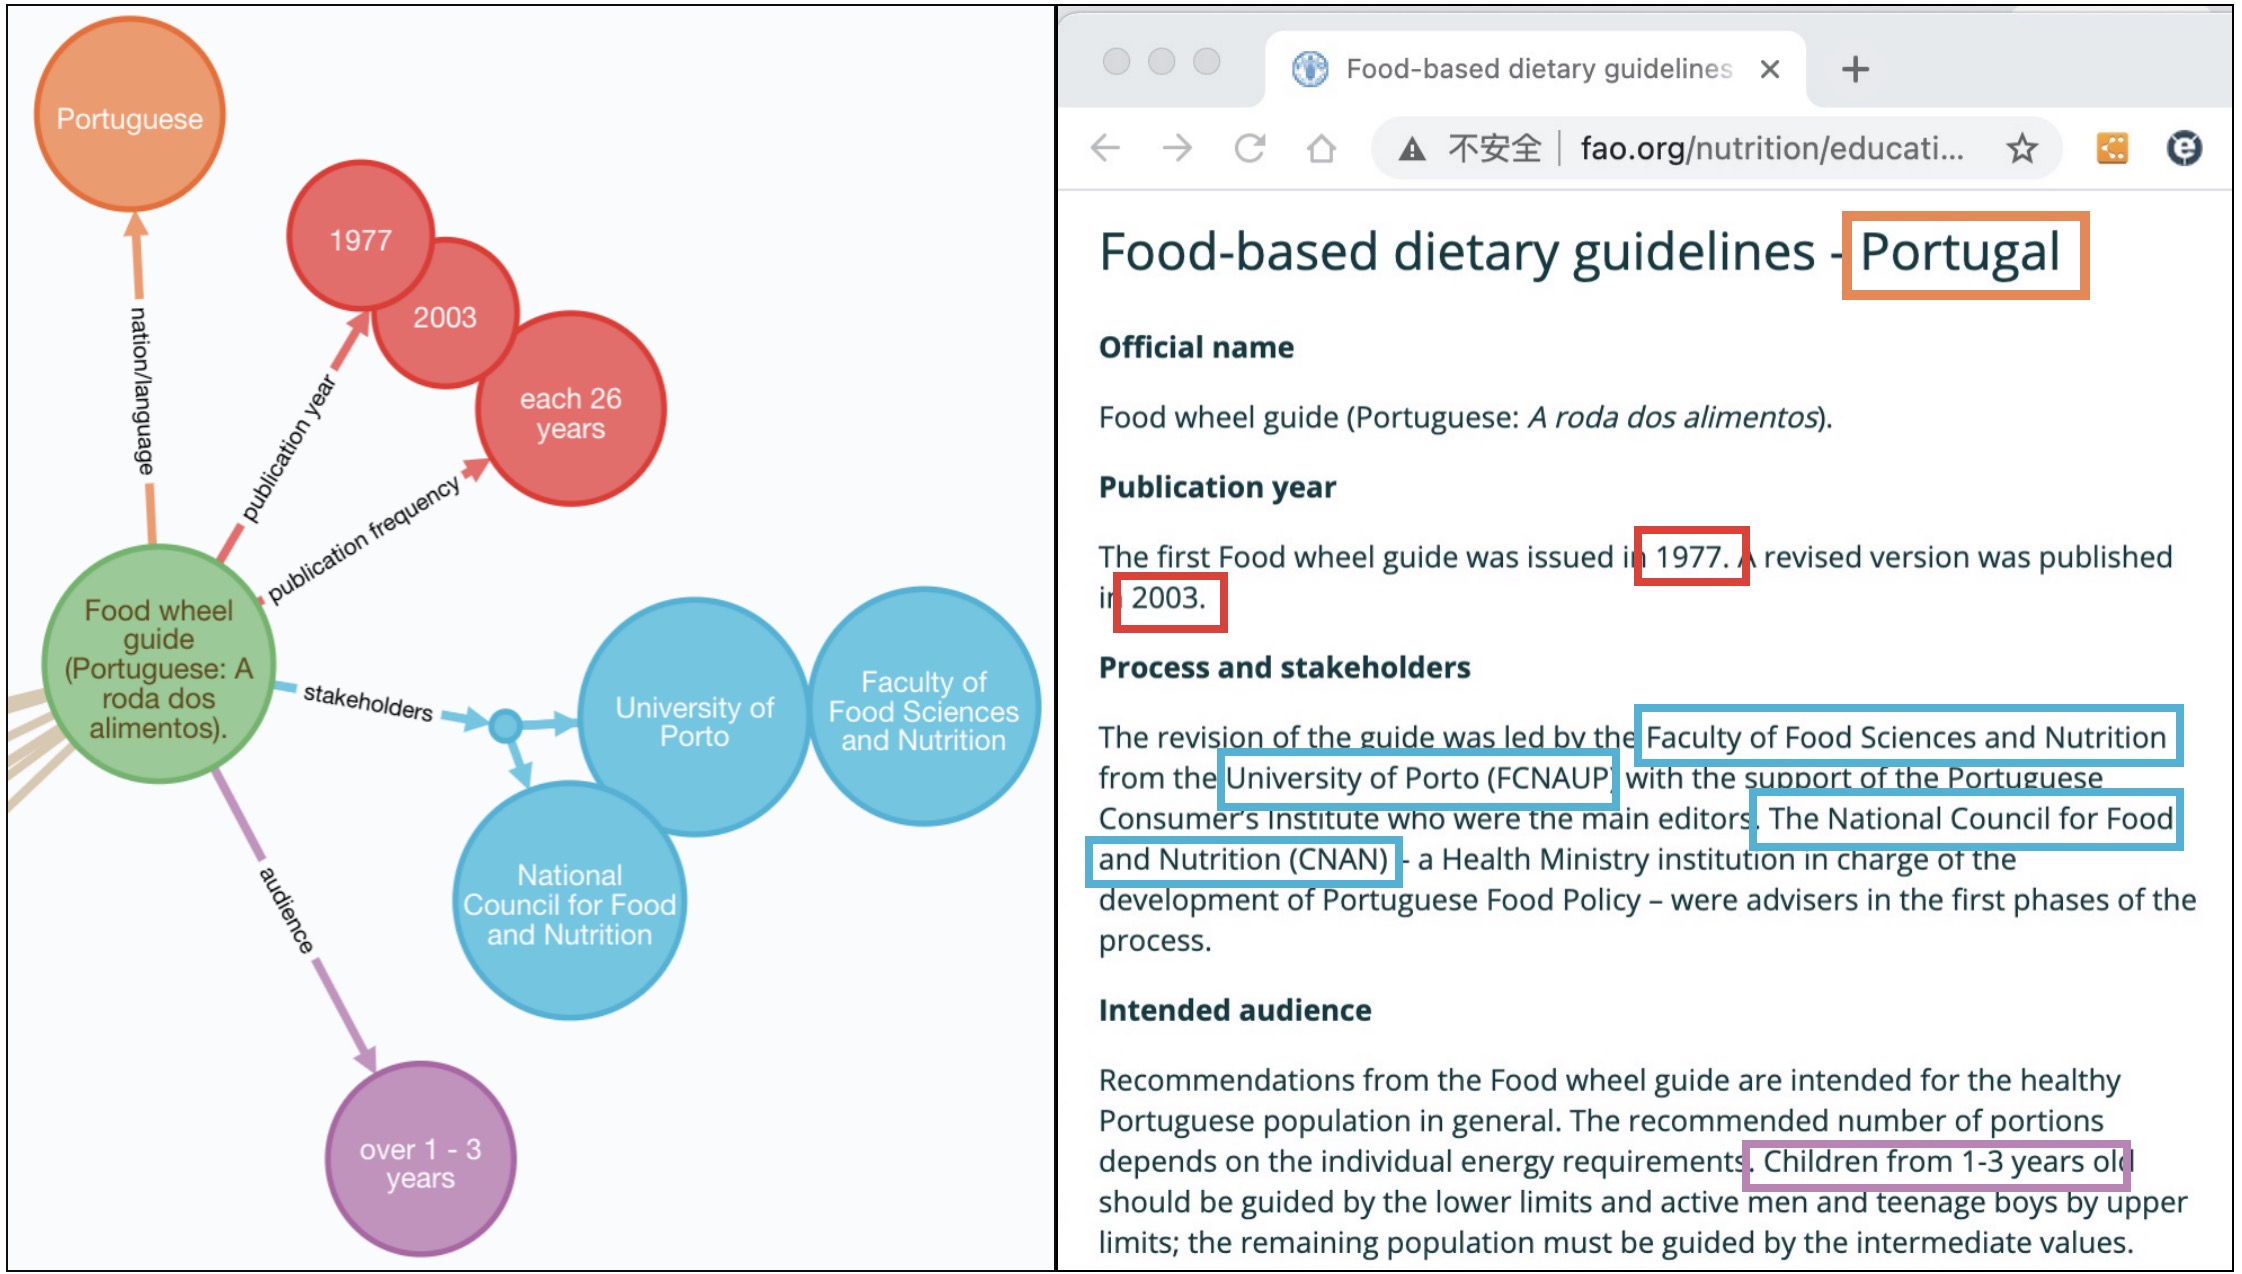 Portuguese
1977
2003
each 26
years
nation/language
publication year
publication frequency
Food wheel
guide
(Portuguese: A
roda dos
alimentos).
stakeholders
University of
Porto
Faculty of
Food Sciences
and Nutrition
National
Council for Food
and Nutrition
audience
over 1 - 3
years
Food-based dietary guidelines
不安全
fao.org/nutrition/educati...
Food-based dietary guidelines - Portugal
Official name
Food wheel guide (Portuguese: A roda dos alimentos).
Publication year
The first Food wheel guide was issued in 1977. A revised version was published
in 2003.
Process and stakeholders
The revision of the guide was led by the Faculty of Food Sciences and Nutrition
from the University of Porto (FCNAUP) with the support of the Portuguese
Consumer's Institute who were the main editors. The National Council for Food
and Nutrition (CNAN) - a Health Ministry institution in charge of the
development of Portuguese Food Policy – were advisers in the first phases of the
process.
Intended audience
Recommendations from the Food wheel guide are intended for the healthy
Portuguese population in general. The recommended number of portions
depends on the individual energy requirements. Children from 1-3 years old
should be guided by the lower limits and active men and teenage boys by upper
limits; the remaining population must be guided by the intermediate values.